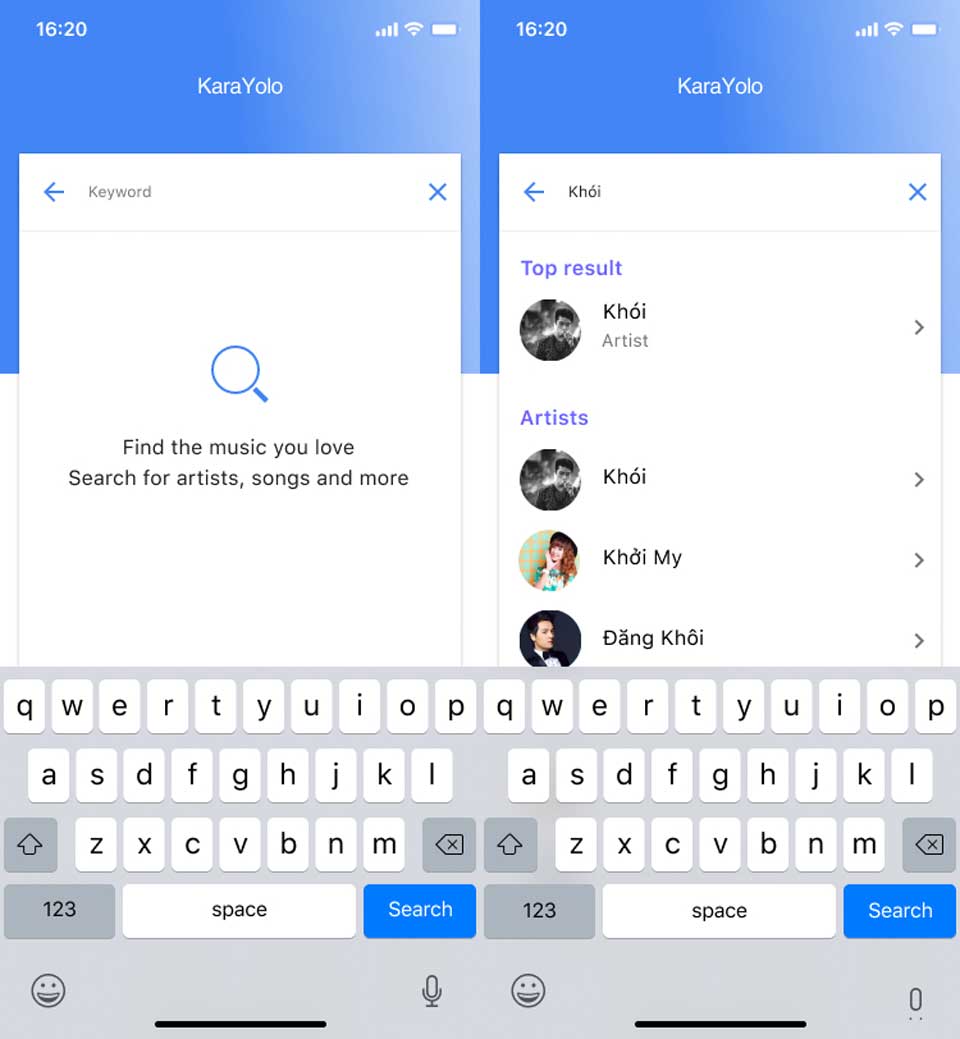 16:20
KaraYolo
Keyword
Find the music you love
Search for artists, songs and more
q w e r t y u i o p
a s d f g h j k l
z x c v b n m
123 space Search
16:20
KaraYolo
Khói
Top result
Khói
Artist
Artists
Khói
Khởi My
Đăng Khôi
q w e r t y u i o p
a s d f g h j k l
z x c v b n m
123 space Search